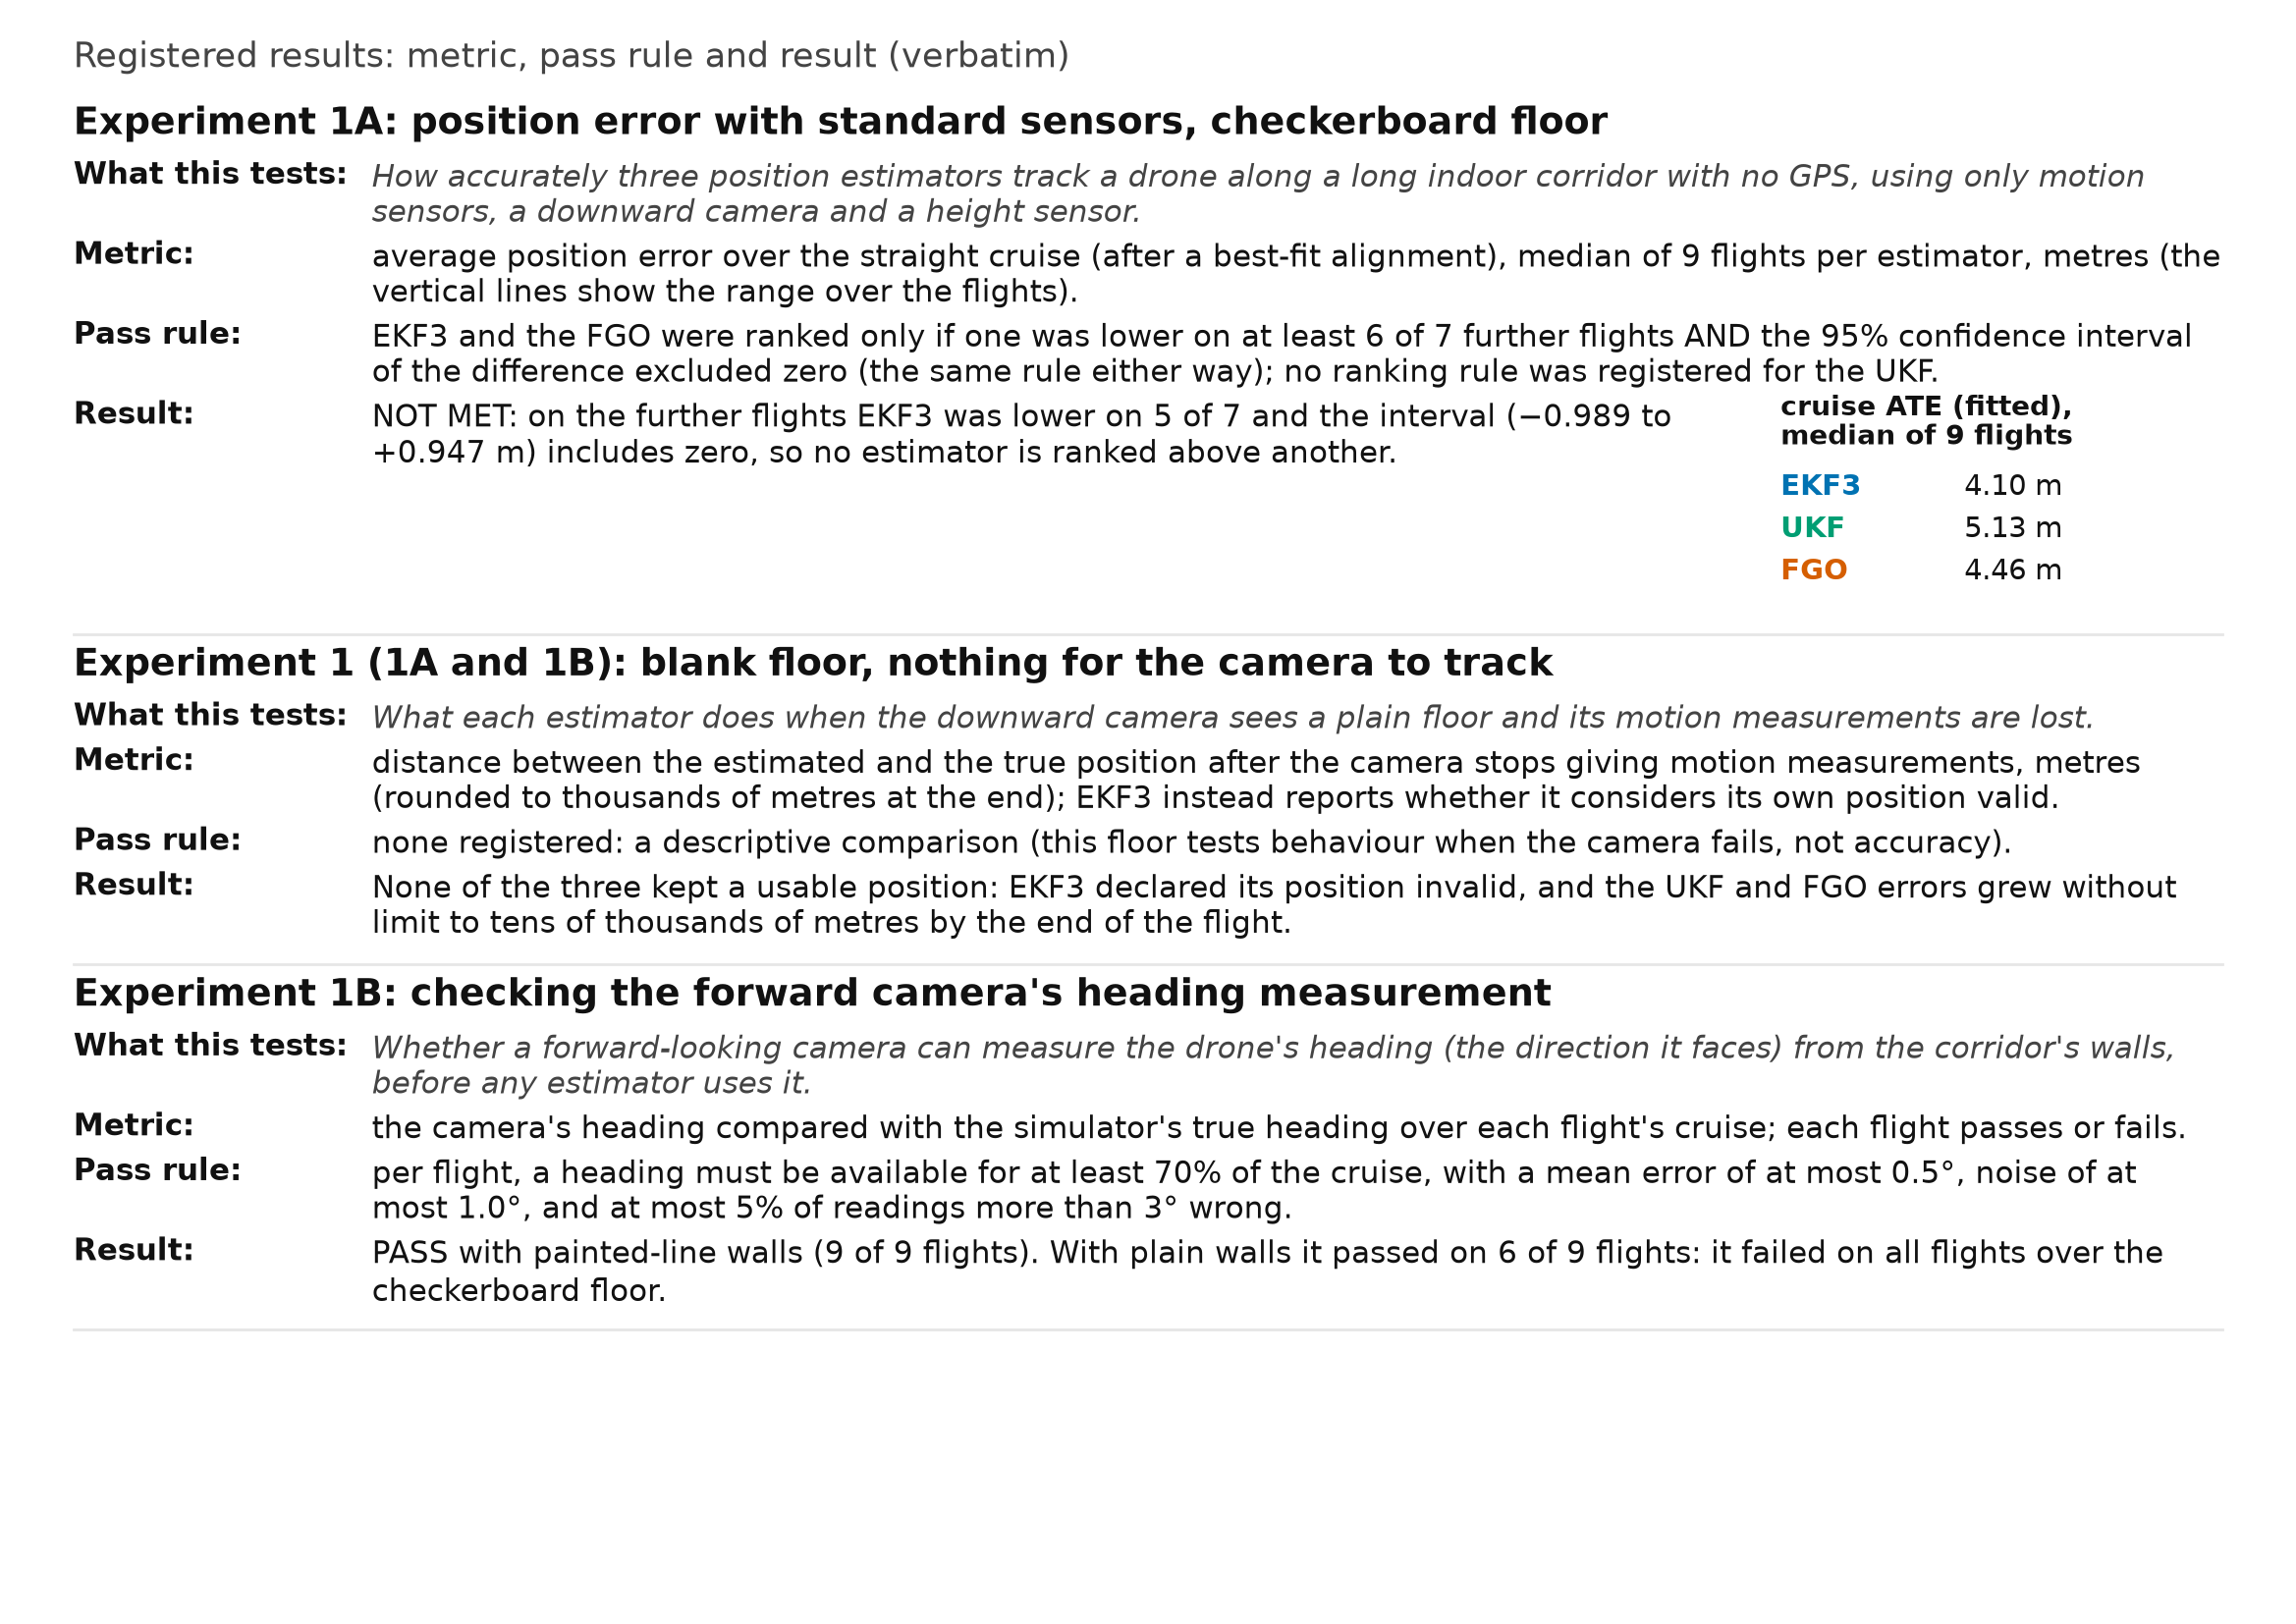 Registered results: metric, pass rule and result (verbatim)
Experiment 1A: position error with standard sensors, checkerboard floor
What this tests: How accurately three position estimators track a drone along a long indoor corridor with no GPS, using only motion
sensors, a downward camera and a height sensor.
Metric: average position error over the straight cruise (after a best-fit alignment), median of 9 flights per estimator, metres (the
vertical lines show the range over the flights).
Pass rule: EKF3 and the FGO were ranked only if one was lower on at least 6 of 7 further flights AND the 95% confidence interval
of the difference excluded zero (the same rule either way); no ranking rule was registered for the UKF.
Result: NOT MET: on the further flights EKF3 was lower on 5 of 7 and the interval (−0.989 to
+0.947 m) includes zero, so no estimator is ranked above another.
cruise ATE (fitted),
median of 9 flights
EKF3 4.10 m
UKF 5.13 m
FGO 4.46 m
Experiment 1 (1A and 1B): blank floor, nothing for the camera to track
What this tests: What each estimator does when the downward camera sees a plain floor and its motion measurements are lost.
Metric: distance between the estimated and the true position after the camera stops giving motion measurements, metres
(rounded to thousands of metres at the end); EKF3 instead reports whether it considers its own position valid.
Pass rule: none registered: a descriptive comparison (this floor tests behaviour when the camera fails, not accuracy).
Result: None of the three kept a usable position: EKF3 declared its position invalid, and the UKF and FGO errors grew without
limit to tens of thousands of metres by the end of the flight.
Experiment 1B: checking the forward camera's heading measurement
What this tests: Whether a forward-looking camera can measure the drone's heading (the direction it faces) from the corridor's walls,
before any estimator uses it.
Metric: the camera's heading compared with the simulator's true heading over each flight's cruise; each flight passes or fails.
Pass rule: per flight, a heading must be available for at least 70% of the cruise, with a mean error of at most 0.5°, noise of at
most 1.0°, and at most 5% of readings more than 3° wrong.
Result: PASS with painted-line walls (9 of 9 flights). With plain walls it passed on 6 of 9 flights: it failed on all flights over the
checkerboard floor.